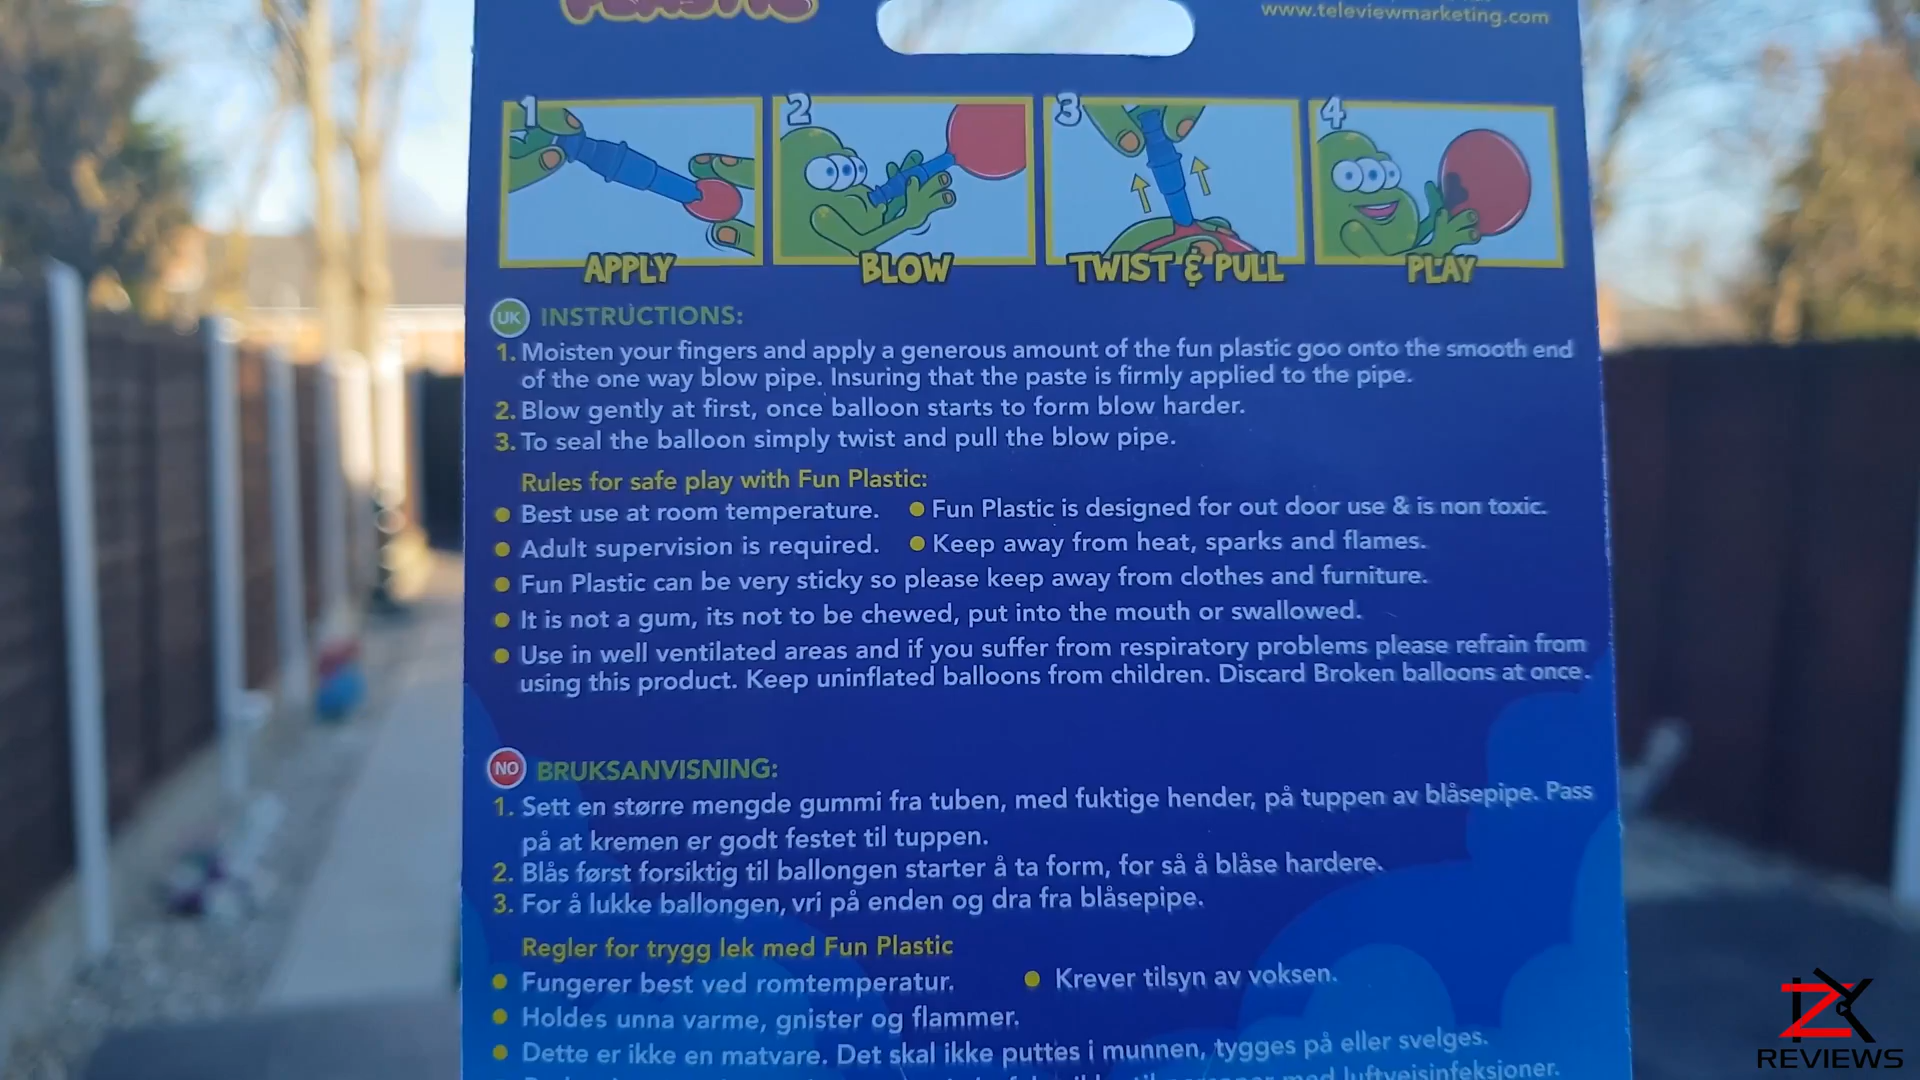 PLASTIC
www.televiewmarketing.com
1 2 3 4
APPLY BLOW TWIST & PULL PLAY
UK INSTRUCTIONS:
1. Moisten your fingers and apply a generous amount of the fun plastic goo onto the smooth end
of the one way blow pipe. Insuring that the paste is firmly applied to the pipe.
2. Blow gently at first, once balloon starts to form blow harder.
3. To seal the balloon simply twist and pull the blow pipe.
Rules for safe play with Fun Plastic:
Best use at room temperature. Fun Plastic is designed for out door use & is non toxic.
Adult supervision is required. Keep away from heat, sparks and flames.
Fun Plastic can be very sticky so please keep away from clothes and furniture.
It is not a gum, its not to be chewed, put into the mouth or swallowed.
Use in well ventilated areas and if you suffer from respiratory problems please refrain from
using this product. Keep uninflated balloons from children. Discard Broken balloons at once.
NO BRUKSANVISNING:
1. Sett en større mengde gummi fra tuben, med fuktige hender, på tuppen av blåsepipe. Pass
på at kremen er godt festet til tuppen.
2. Blås først forsiktig til ballongen starter å ta form, for så å blåse hardere.
3. For å lukke ballongen, vri på enden og dra fra blåsepipe.
Regler for trygg lek med Fun Plastic
Fungerer best ved romtemperatur. Krever tilsyn av voksen.
Holdes unna varme, gnister og flammer.
Dette er ikke en matvare. Det skal ikke puttes i munnen, tygges på eller svelges.
med luftveisinfeksjoner.
ZK
REVIEWS